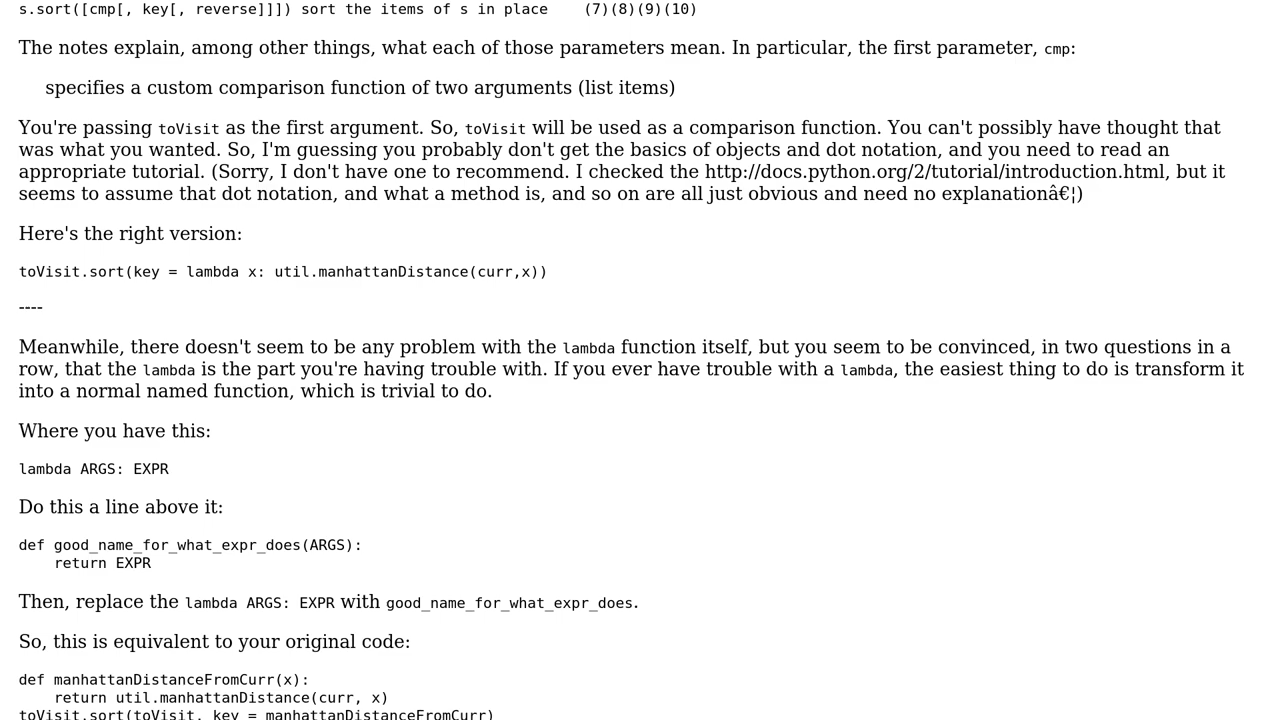 s.sort([cmp[, key[, reverse]]]) sort the items of s in place    (7)(8)(9)(10)
The notes explain, among other things, what each of those parameters mean. In particular, the first parameter, cmp:
specifies a custom comparison function of two arguments (list items)
You're passing toVisit as the first argument. So, toVisit will be used as a comparison function. You can't possibly have thought that
was what you wanted. So, I'm guessing you probably don't get the basics of objects and dot notation, and you need to read an
appropriate tutorial. (Sorry, I don't have one to recommend. I checked the http://docs.python.org/2/tutorial/introduction.html, but it
seems to assume that dot notation, and what a method is, and so on are all just obvious and need no explanationâ€¦)
Here's the right version:
toVisit.sort(key = lambda x: util.manhattanDistance(curr,x))
----
Meanwhile, there doesn't seem to be any problem with the lambda function itself, but you seem to be convinced, in two questions in a
row, that the lambda is the part you're having trouble with. If you ever have trouble with a lambda, the easiest thing to do is transform it
into a normal named function, which is trivial to do.
Where you have this:
lambda ARGS: EXPR
Do this a line above it:
def good_name_for_what_expr_does(ARGS):
    return EXPR
Then, replace the lambda ARGS: EXPR with good_name_for_what_expr_does.
So, this is equivalent to your original code:
def manhattanDistanceFromCurr(x):
    return util.manhattanDistance(curr, x)
toVisit.sort(toVisit, key = manhattanDistanceFromCurr)